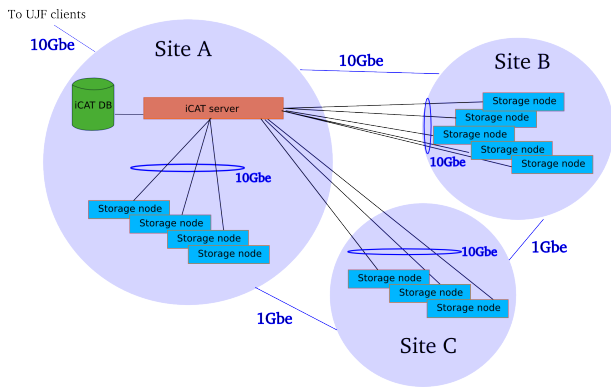 To UJF clients
10Gbe
Site A
10Gbe
Site B
iCAT DB
iCAT server
Storage node
Storage node
Storage node
Storage node
Storage node
10Gbe
10Gbe
Storage node
Storage node
Storage node
Storage node
10Gbe
1Gbe
Storage node
Storage node
Storage node
1Gbe
Site C